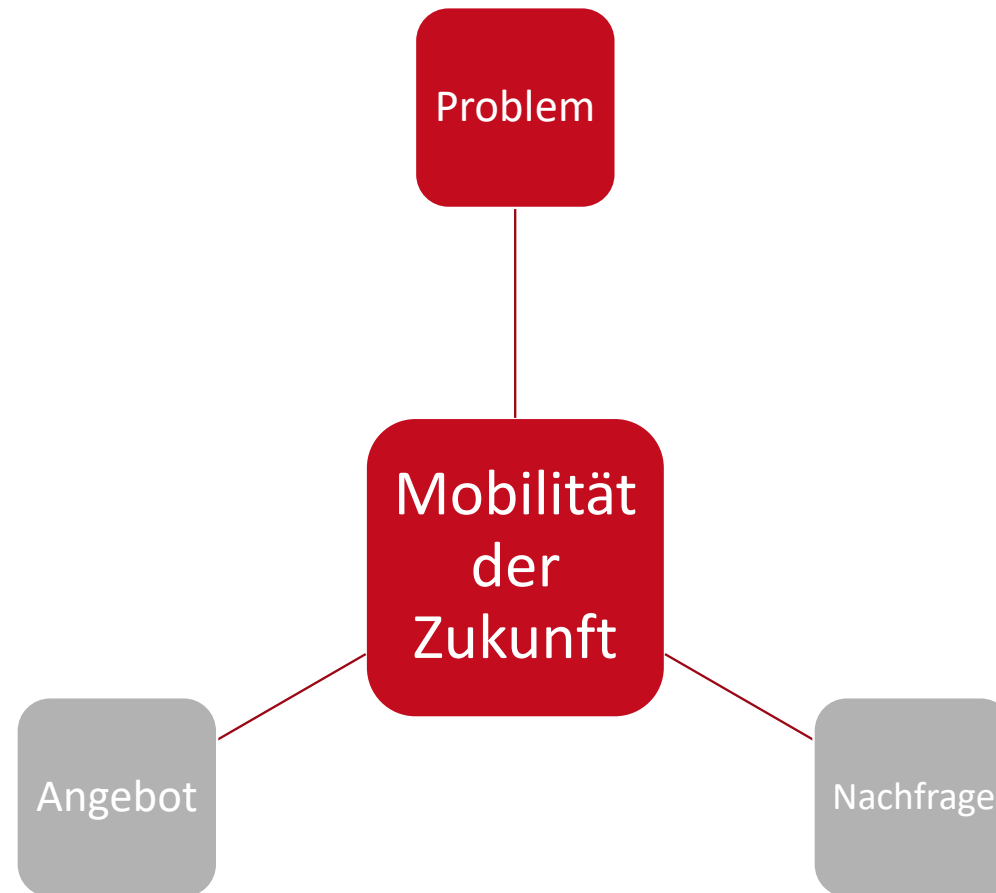 Problem
Mobilität
der
Zukunft
Angebot
Nachfrage